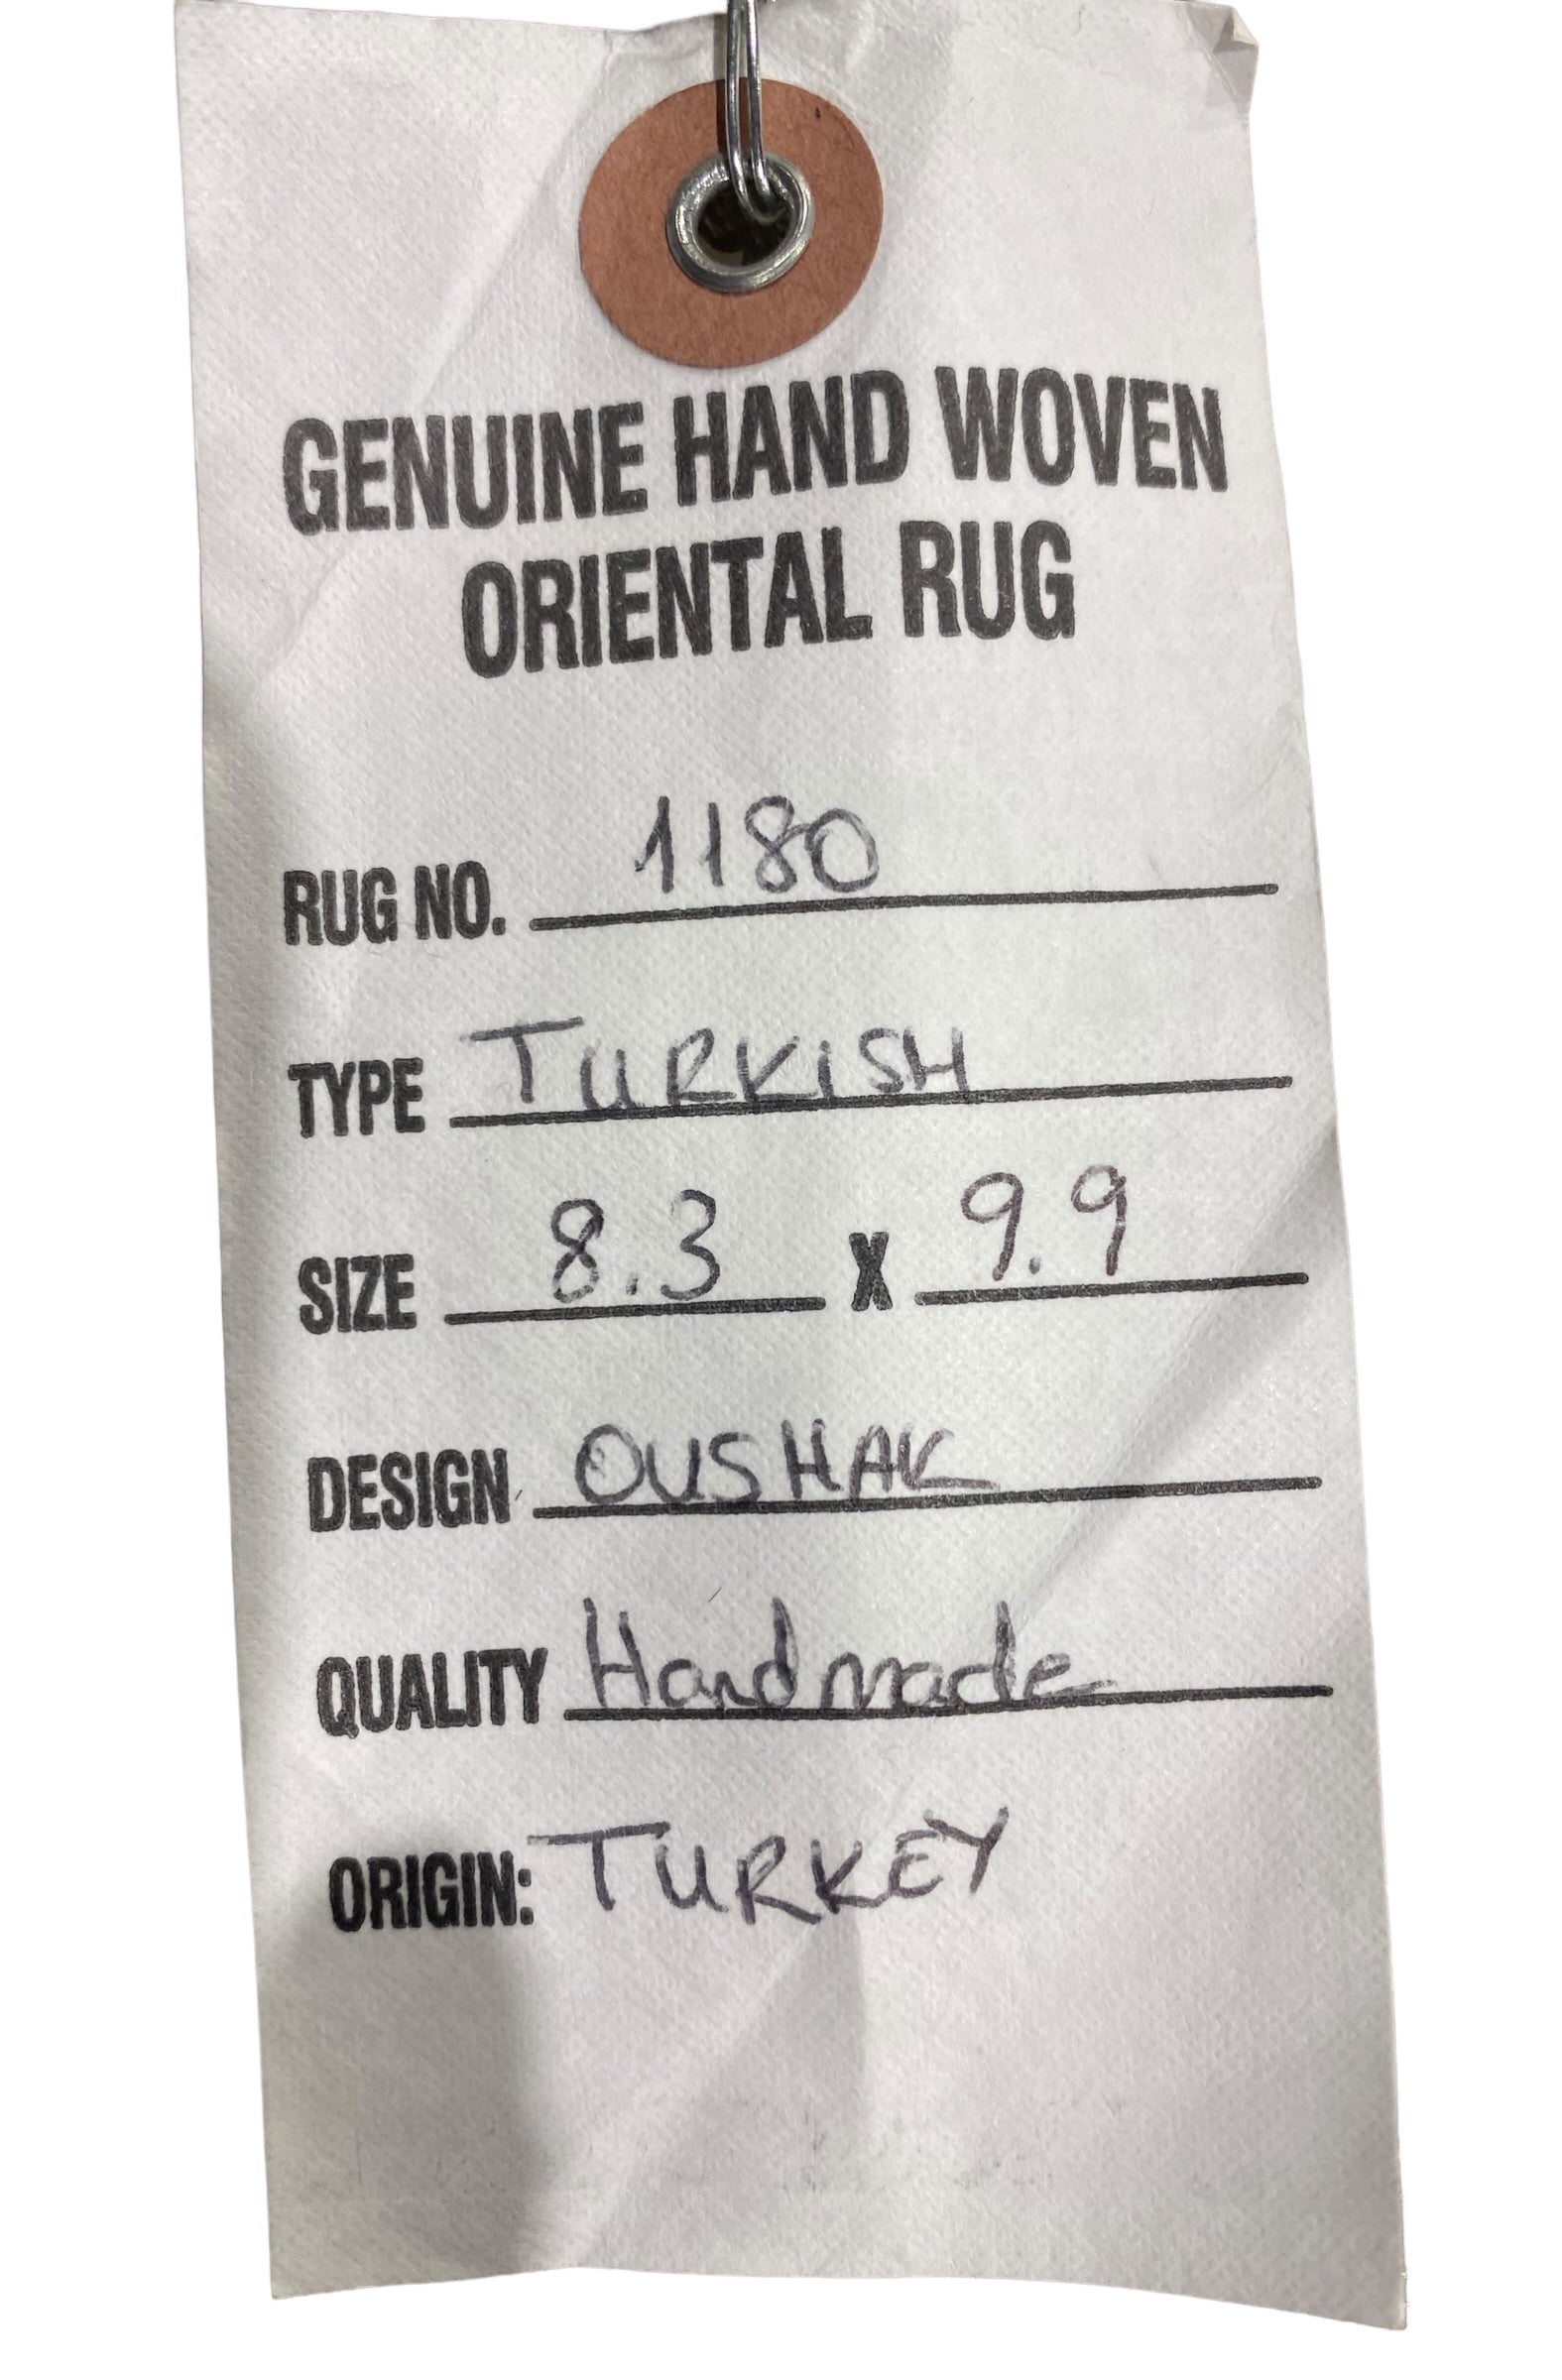 GENUINE HAND WOVEN
ORIENTAL RUG
RUG NO. 1180
TYPE TURKISH
SIZE 8.3 X 9.9
DESIGN OUSHAK
QUALITY Handmade
ORIGIN: TURKEY